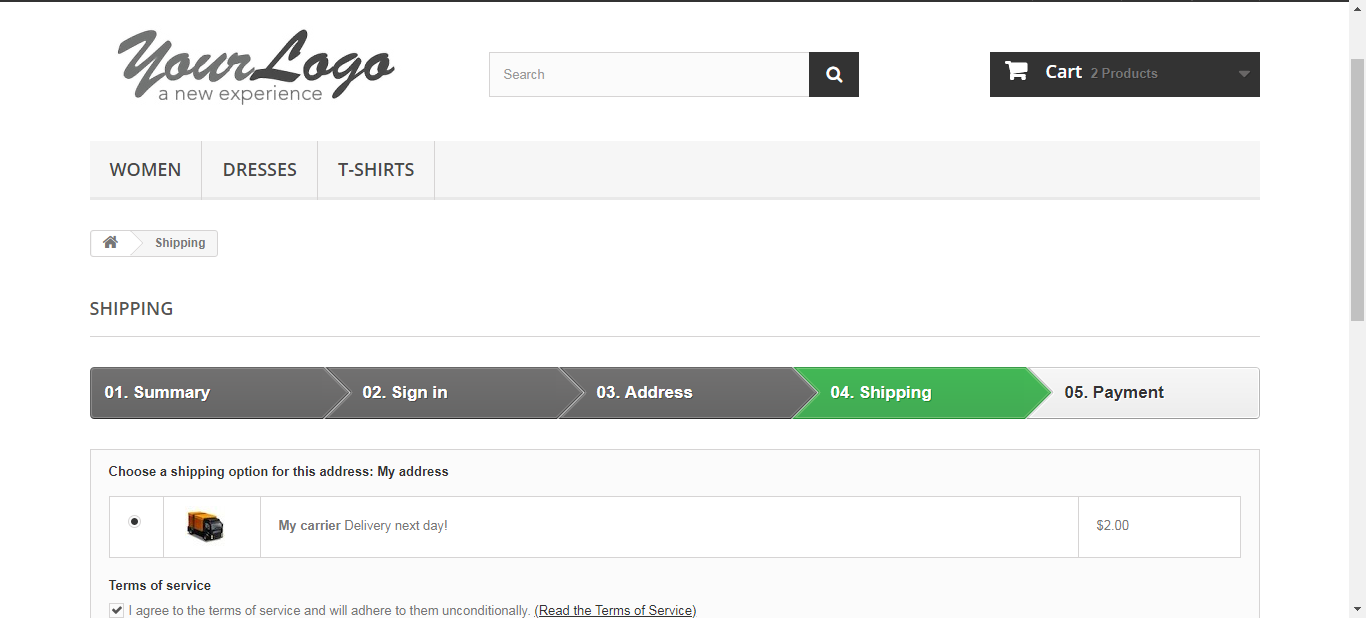 YourLogo
a new experience
Search
Cart 2 Products
WOMEN DRESSES T-SHIRTS
Shipping
SHIPPING
01. Summary 02. Sign in 03. Address 04. Shipping 05. Payment
Choose a shipping option for this address: My address
My carrier Delivery next day! $2.00
Terms of service
I agree to the terms of service and will adhere to them unconditionally. (Read the Terms of Service)